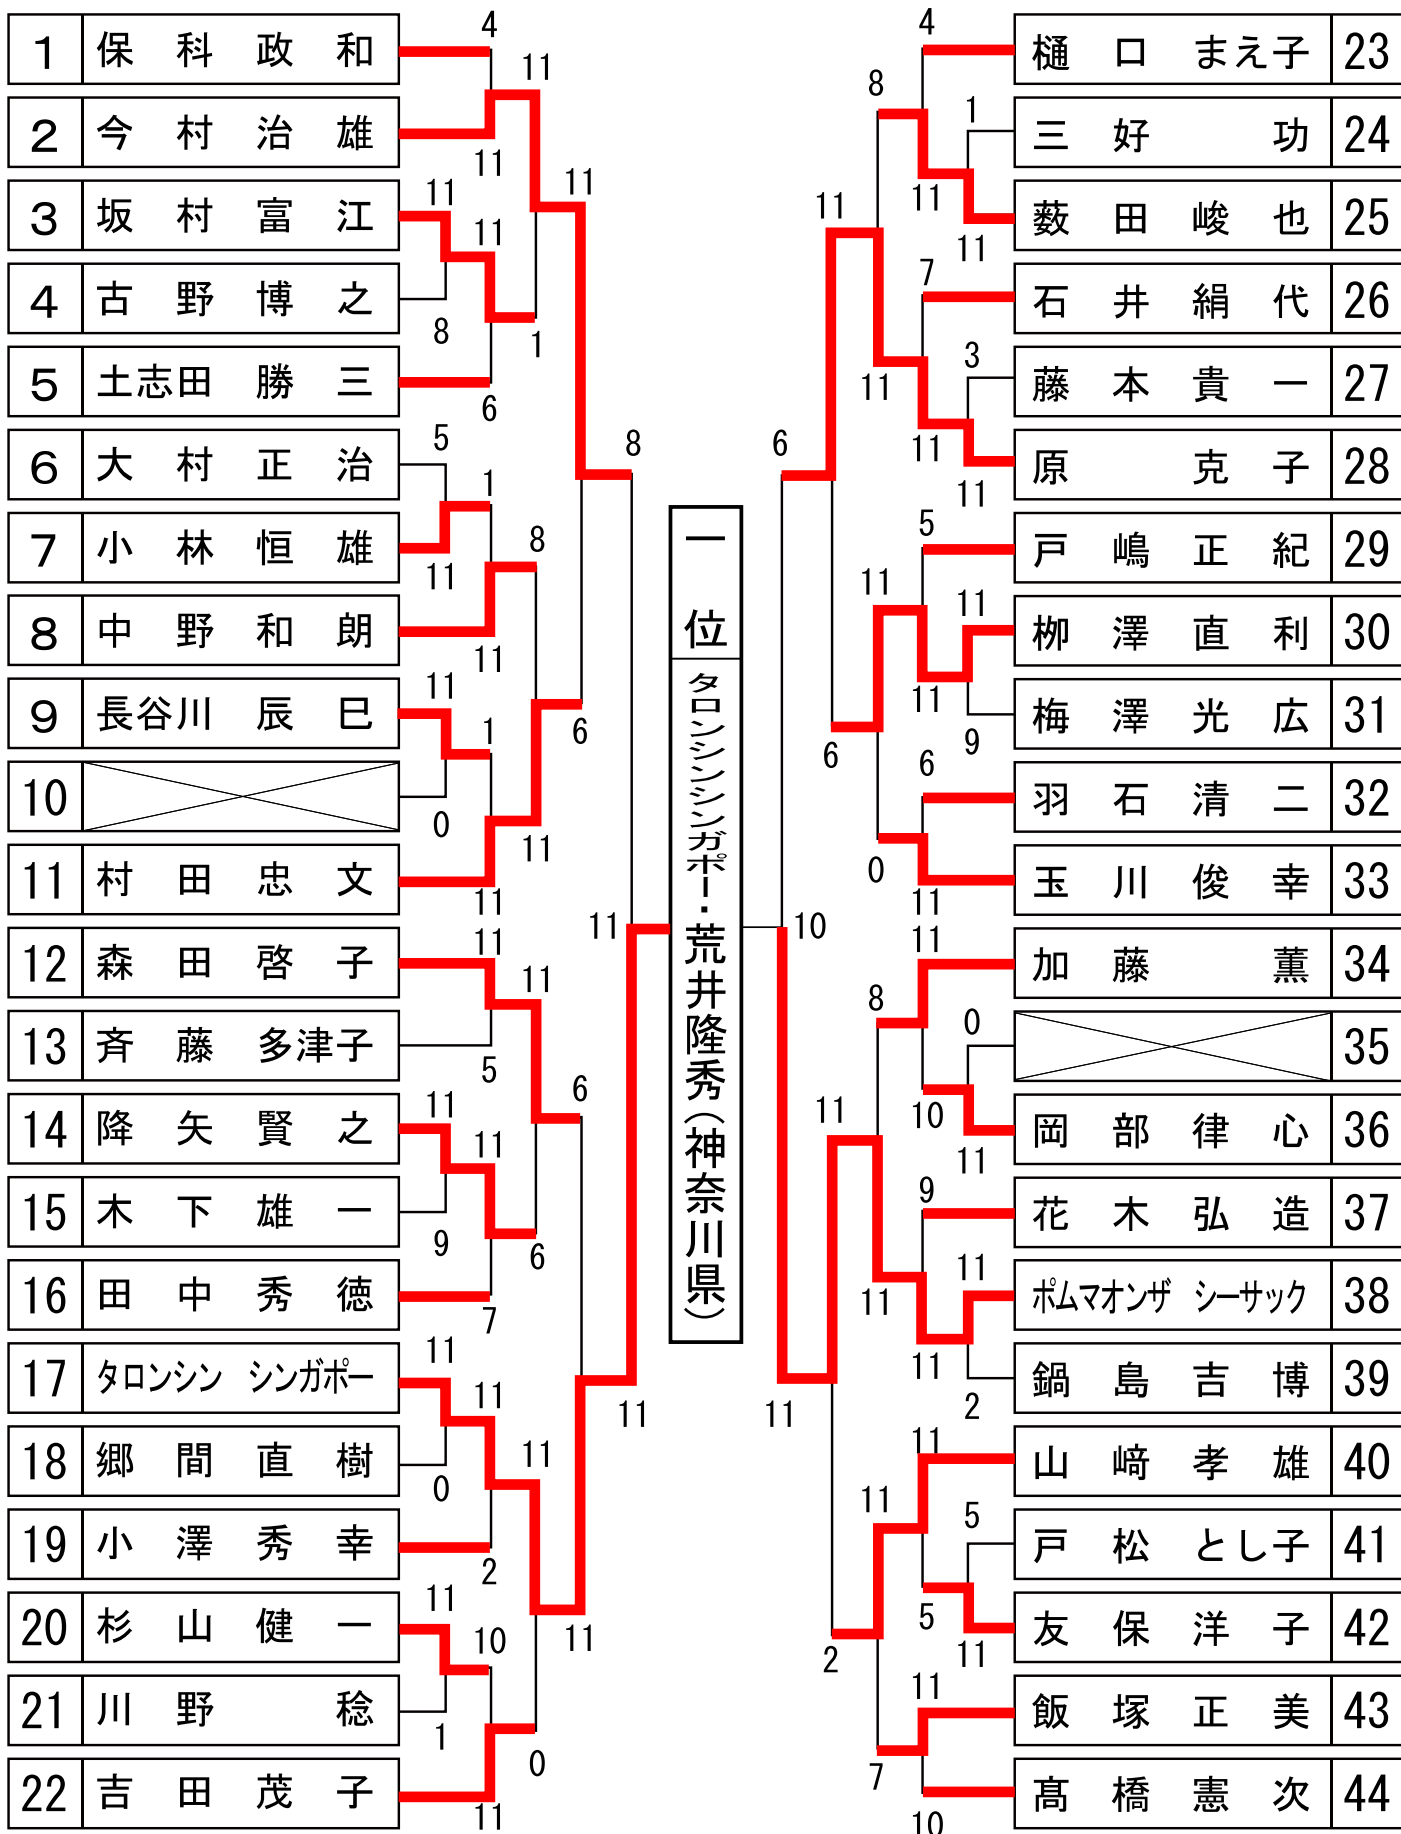 1 保科政和
2 今村治雄
3 坂村富江
4 古野博之
5 土志田勝三
6 大村正治
7 小林恒雄
8 中野和朗
9 長谷川辰巳
10
11 村田忠文
12 森田啓子
13 斉藤多津子
14 降矢賢之
15 木下雄一
16 田中秀徳
17 タロンシン シンガポー
18 郷間直樹
19 小澤秀幸
20 杉山健一
21 川野稔
22 吉田茂子
4
11
11
11
8
11
6
1
11
5
11
1
11
8
11
0
1
11
11
6
8
11
5
11
11
9
11
7
6
6
11
0
11
2
11
11
1
10
11
0
11
11
11
一位
タロンシンシンガポー・荒井隆秀(神奈川県)
6
10
11
11
8
4
1
11
11
7
3
11
11
11
6
11
5
11
9
11
0
6
11
11
8
11
0
11
10
11
9
11
2
11
2
11
11
5
11
5
7
11
10
樋口まえ子 23
三好功 24
薮田峻也 25
石井絹代 26
藤本貴一 27
原克子 28
戸嶋正紀 29
栁澤直利 30
梅澤光広 31
羽石清二 32
玉川俊幸 33
加藤薫 34
35
岡部律心 36
花木弘造 37
ポムマオンザ シーサック 38
鍋島吉博 39
山﨑孝雄 40
戸松とし子 41
友保洋子 42
飯塚正美 43
髙橋憲次 44